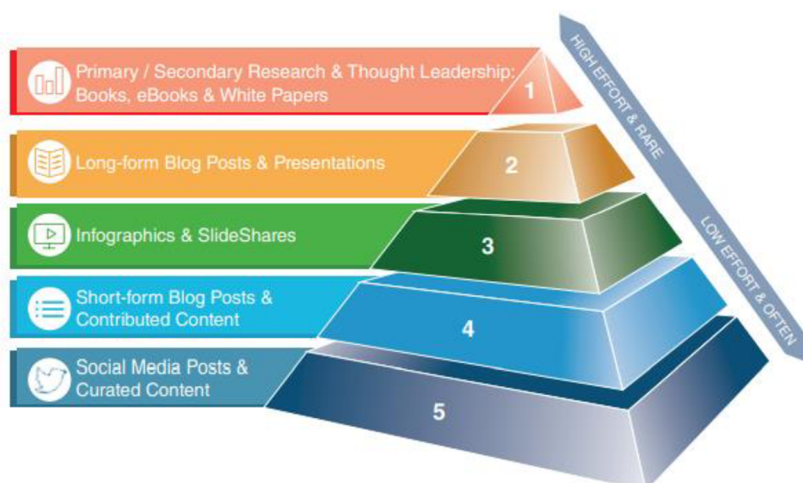 Primary / Secondary Research & Thought Leadership:
Books, eBooks & White Papers
1
Long-form Blog Posts & Presentations
2
Infographics & SlideShares
3
Short-form Blog Posts &
Contributed Content
4
Social Media Posts &
Curated Content
5
HIGH EFFORT & RARE
LOW EFFORT & OFTEN